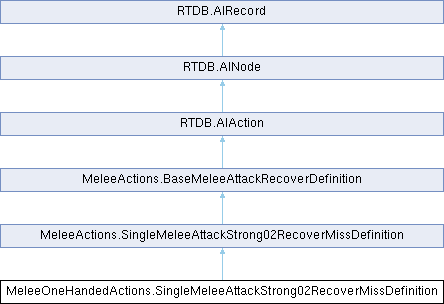 RTDB.AIRecord
RTDB.AINode
RTDB.AIAction
MeleeActions.BaseMeleeAttackRecoverDefinition
MeleeActions.SingleMeleeAttackStrong02RecoverMissDefinition
MeleeOneHandedActions.SingleMeleeAttackStrong02RecoverMissDefinition